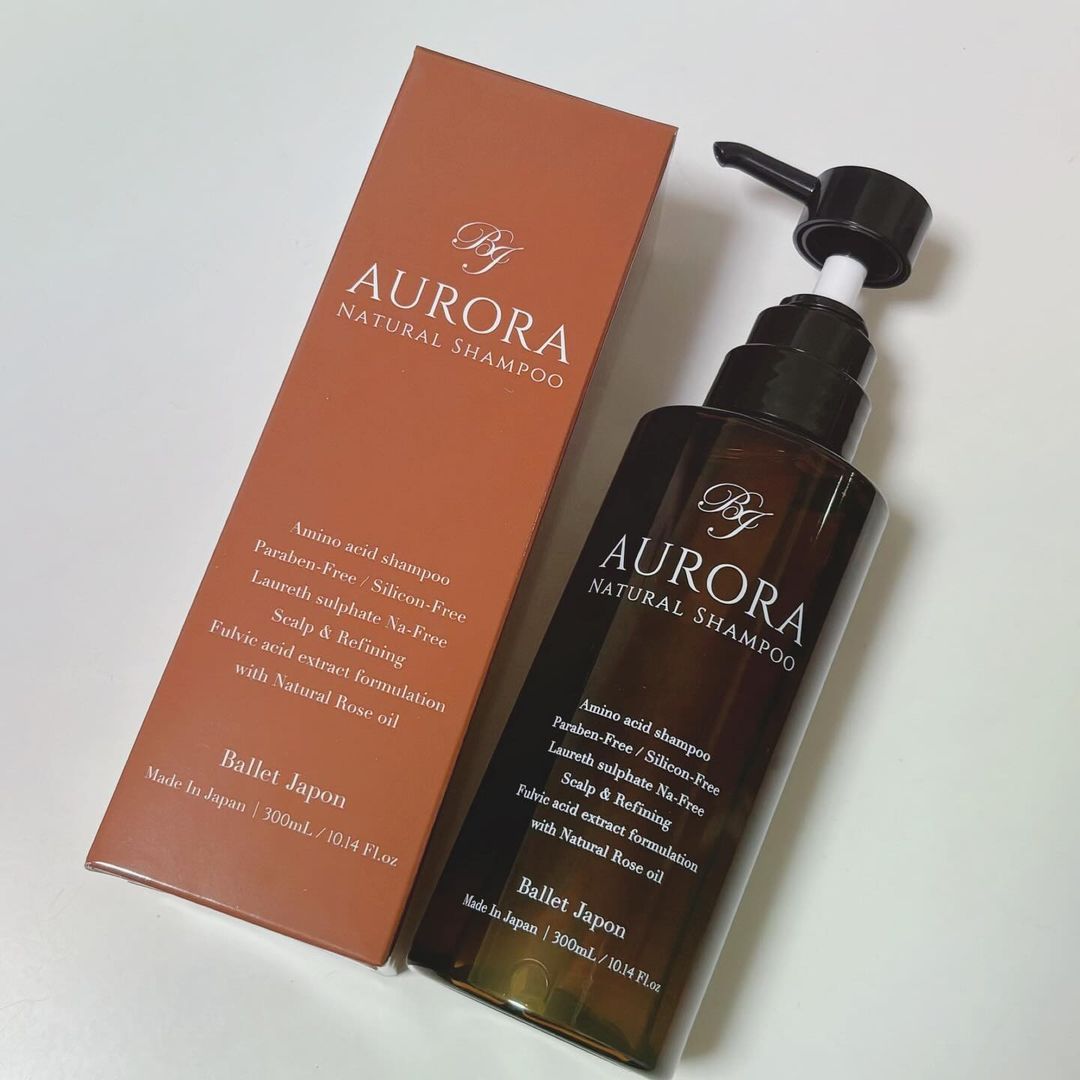 BJ
AURORA
NATURAL SHAMPOO
Amino acid shampoo
Paraben-Free / Silicon-Free
Laureth sulphate Na-Free
Scalp & Refining
Fulvic acid extract formulation
with Natural Rose oil
Ballet Japon
Made In Japan | 300mL / 10.14 Fl.oz
BJ
AURORA
NATURAL SHAMPOO
Amino acid shampoo
Paraben-Free / Silicon-Free
Laureth sulphate Na-Free
Scalp & Refining
Fulvic acid extract formulation
with Natural Rose oil
Ballet Japon
Made In Japan | 300mL / 10.14 Fl.oz